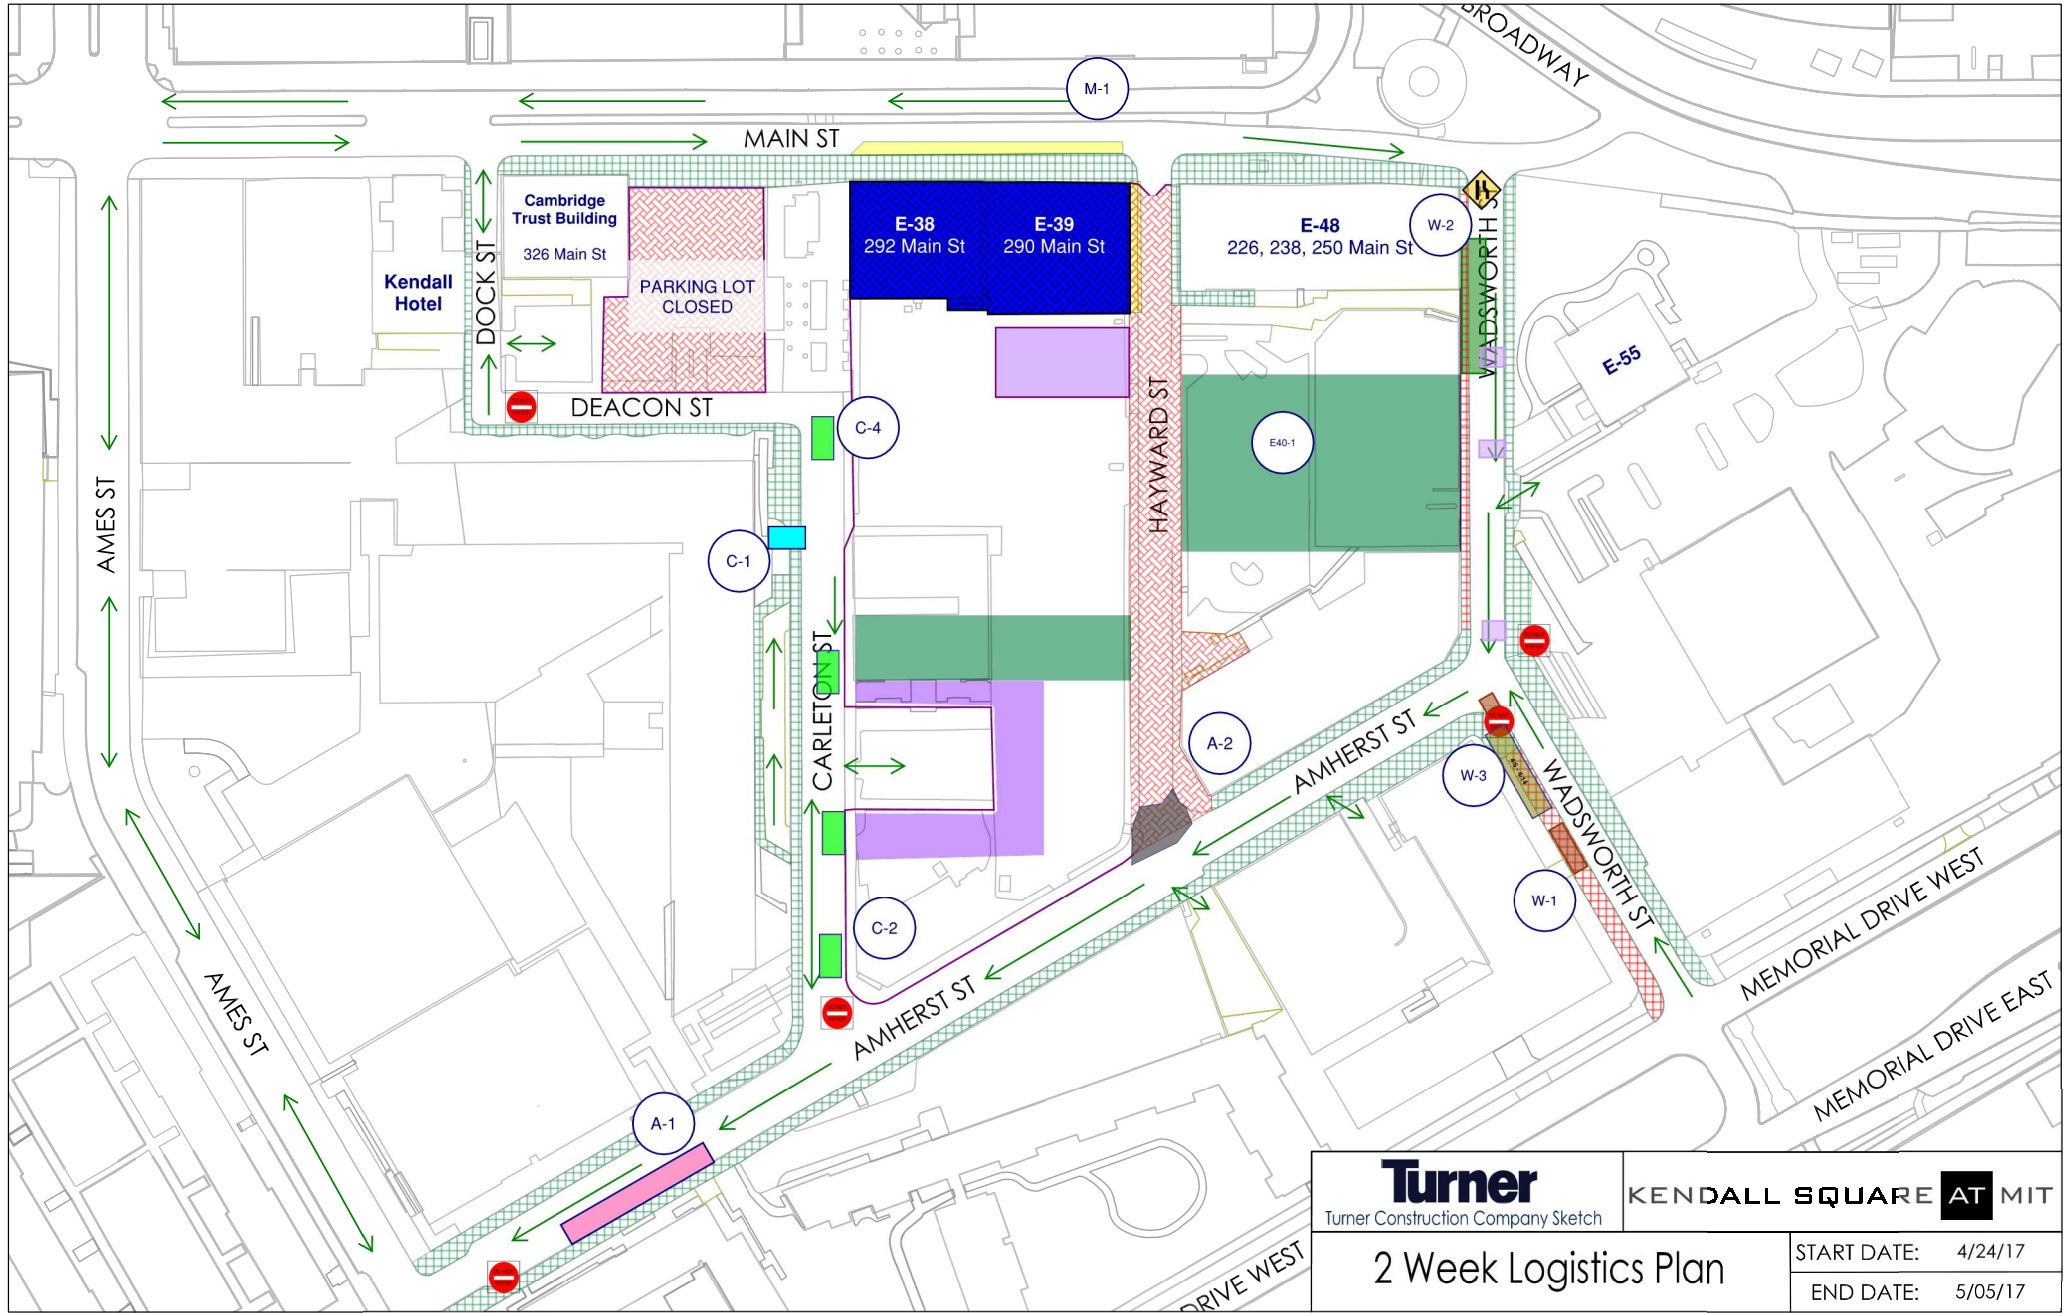 BROADWAY
M-1
MAIN ST
Cambridge
Trust Building
326 Main St
E-38
292 Main St
E-39
290 Main St
E-48
226, 238, 250 Main St
W-2
WADSWORTH S
DOCK ST
Kendall
Hotel
PARKING LOT
CLOSED
E-55
DEACON ST
C-4
HAYWARD ST
E40-1
AMES ST
C-1
CARLETON ST
A-2
AMHERST ST
W-3
WADSWORTH ST
W-1
C-2
MEMORIAL DRIVE WEST
MEMORIAL DRIVE EAST
AMES ST
AMHERST ST
A-1
DRIVE WEST
Turner
Turner Construction Company Sketch
KENDALL SQUARE AT MIT
2 Week Logistics Plan
START DATE: 4/24/17
END DATE: 5/05/17